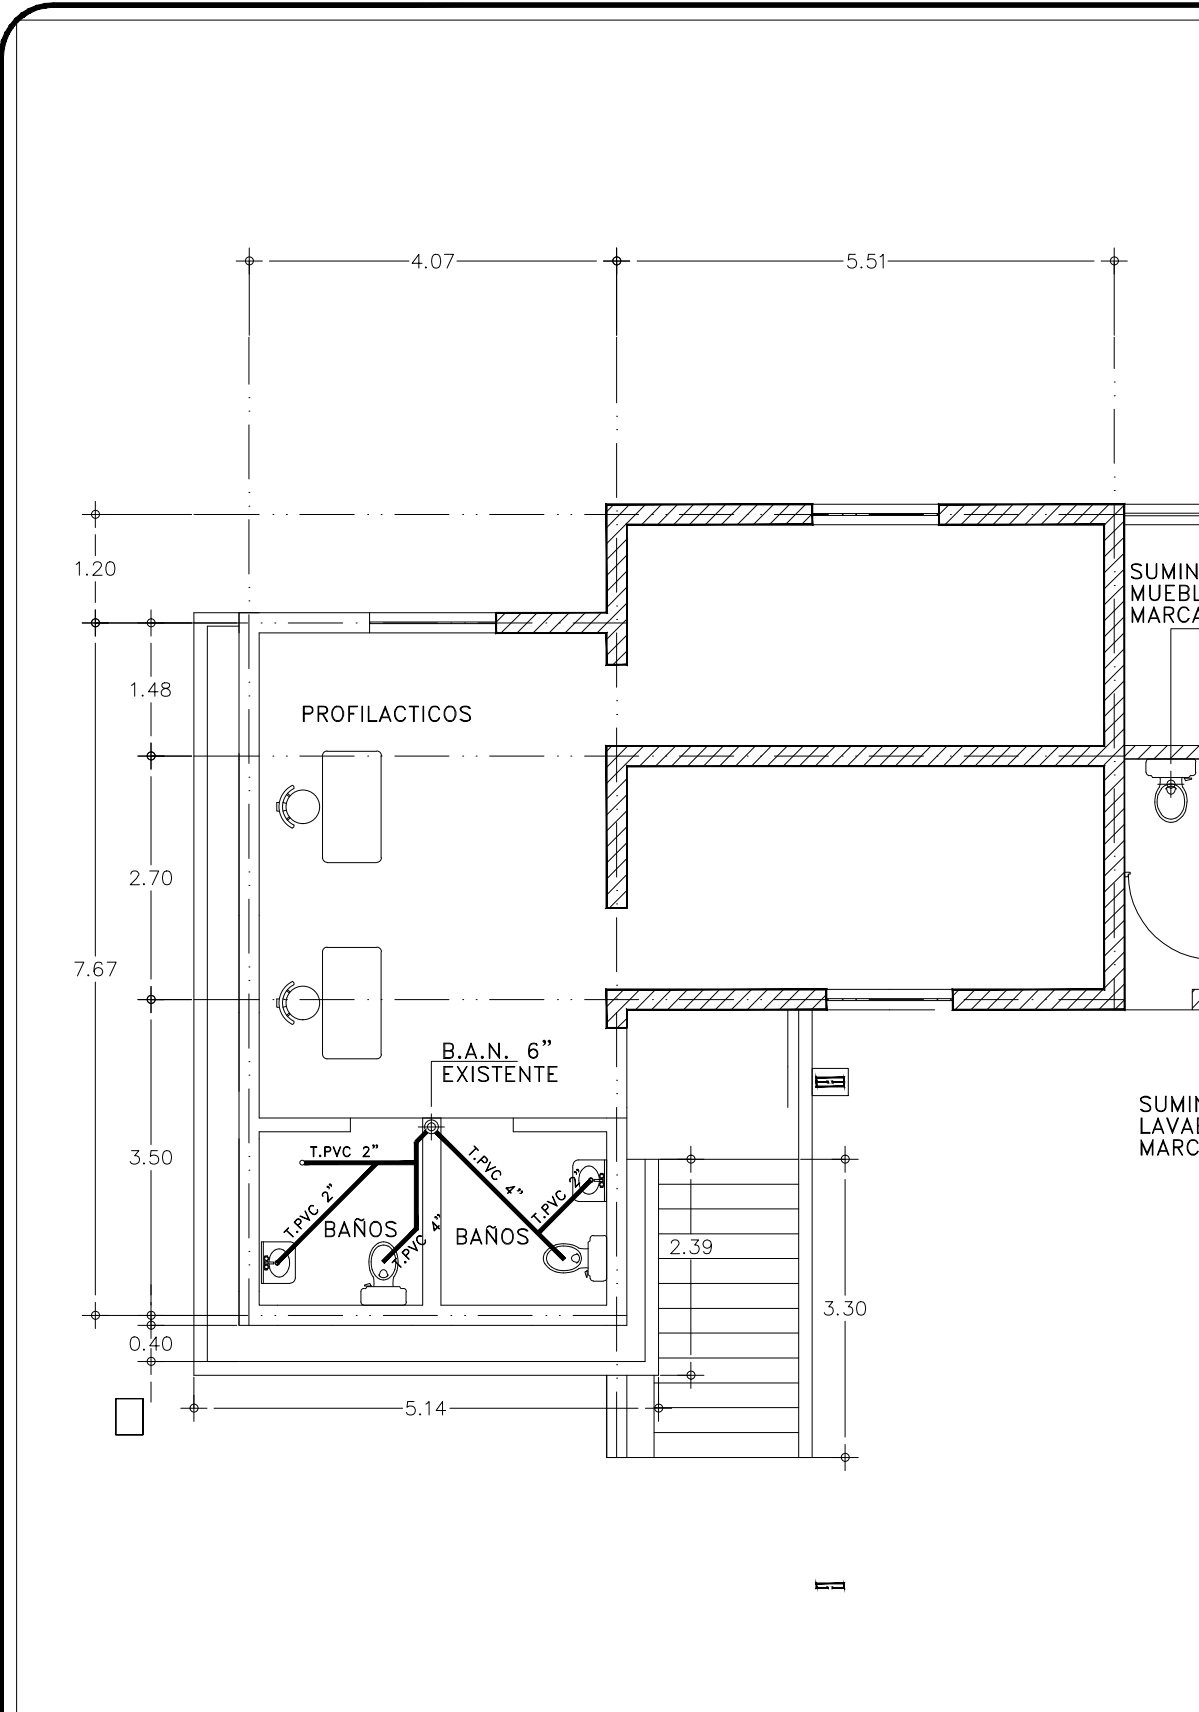 4.07
5.51
1.20
SUMIN
MUEBL
MARCA
1.48
PROFILACTICOS
2.70
7.67
B.A.N. 6”
EXISTENTE
SUMIN
LAVAB
MARC
T.PVC 2”
T.PVC 4”
T.PVC 2”
T.PVC 2”
3.50
BAÑOS
T.PVC 4”
BAÑOS
2.39
3.30
0.40
5.14